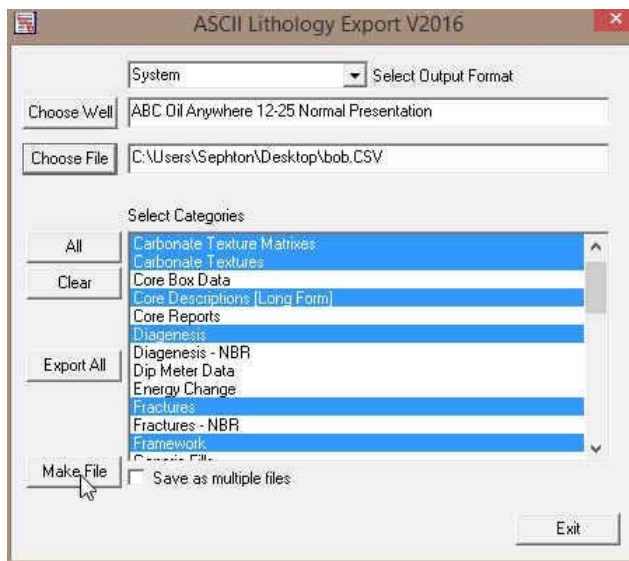 ASCII Lithology Export V2016
System
Select Output Format
Choose Well
ABC Oil Anywhere 12-25 Normal Presentation
Choose File
C:\Users\Sephton\Desktop\bob.CSV
Select Categories
All
Clear
Export All
Make File
Carbonate Texture Matrixes
Carbonate Textures
Core Box Data
Core Descriptions [Long Form]
Core Reports
Diagenesis
Diagenesis - NBR
Dip Meter Data
Energy Change
Fractures
Fractures - NBR
Framework
Save as multiple files
Exit